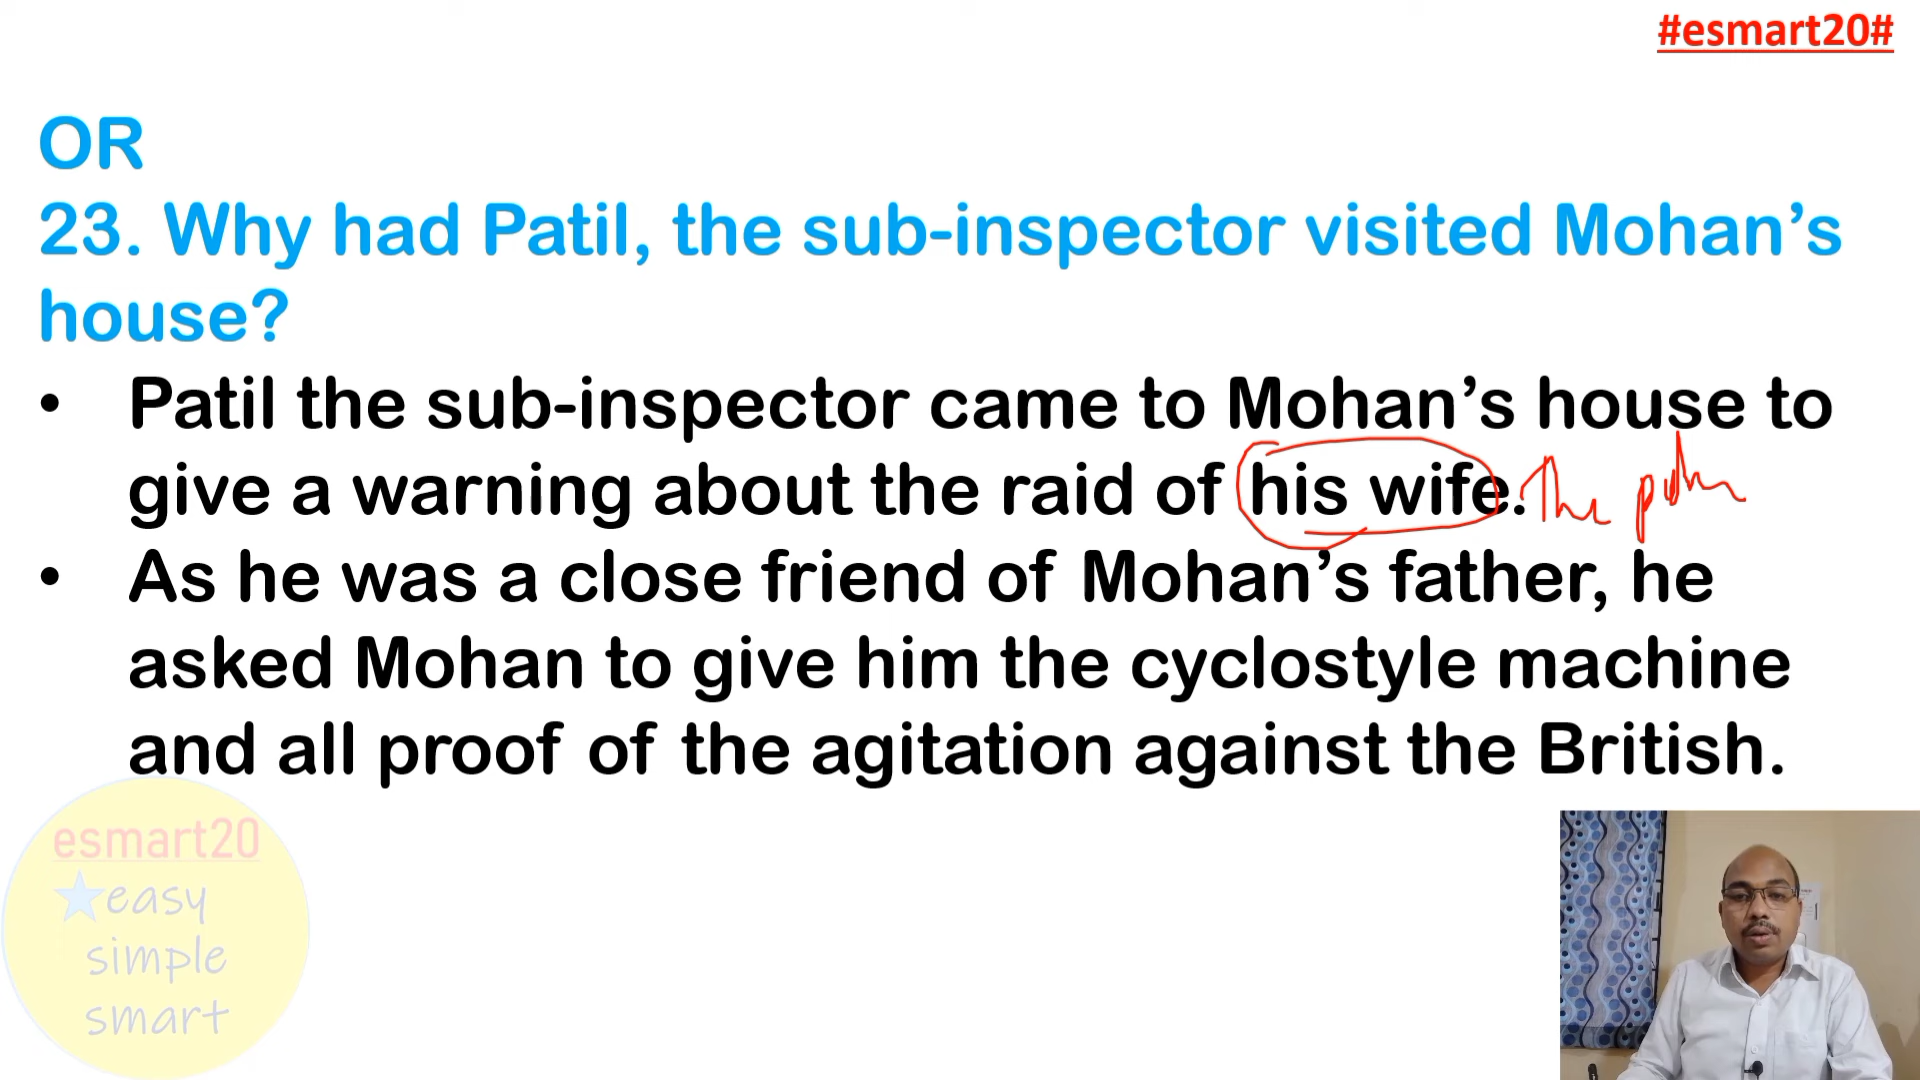 #esmart20#
OR
23. Why had Patil, the sub-inspector visited Mohan’s
house?
• Patil the sub-inspector came to Mohan’s house to
give a warning about the raid of his wife. The
• As he was a close friend of Mohan’s father, he
asked Mohan to give him the cyclostyle machine
and all proof of the agitation against the British.
esmart20
easy
simple
smart